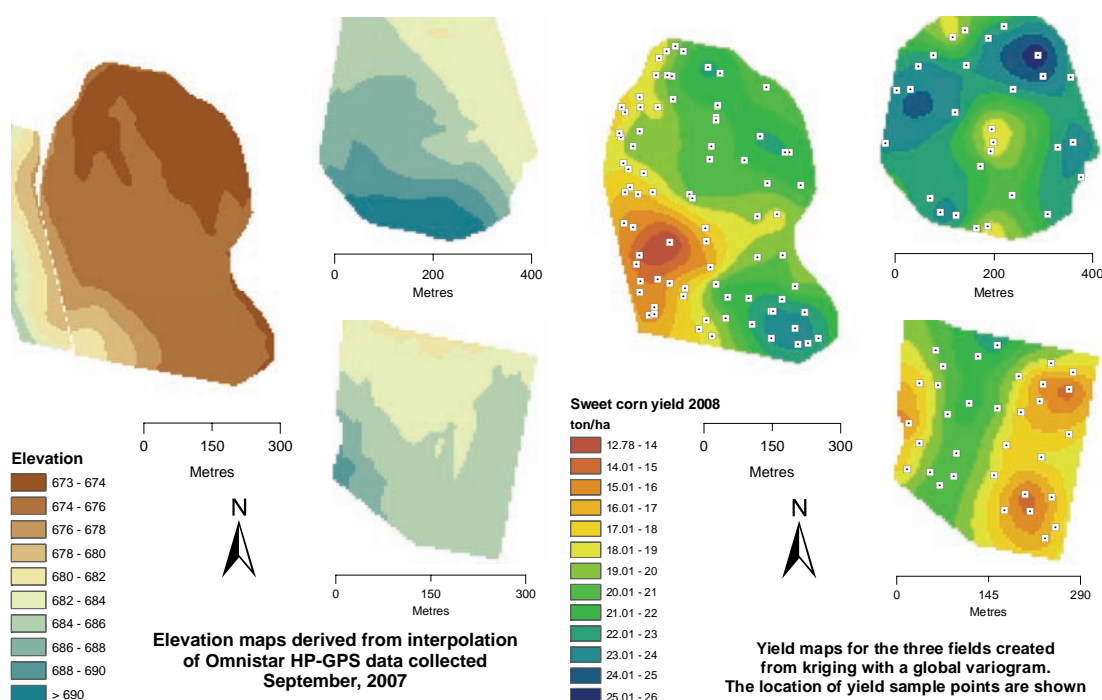 0 200 400
Metres
0 150 300
Metres
Elevation
673 - 674
674 - 676
676 - 678
678 - 680
680 - 682
682 - 684
684 - 686
686 - 688
688 - 690
> 690
N
0 150 300
Metres
Elevation maps derived from interpolation
of Omnistar HP-GPS data collected
September, 2007
0 200 400
Metres
Sweet corn yield 2008
ton/ha
12.78 - 14
14.01 - 15
15.01 - 16
16.01 - 17
17.01 - 18
18.01 - 19
19.01 - 20
20.01 - 21
21.01 - 22
22.01 - 23
23.01 - 24
24.01 - 25
25.01 - 26
0 150 300
Metres
N
0 145 290
Metres
Yield maps for the three fields created
from kriging with a global variogram.
The location of yield sample points are shown